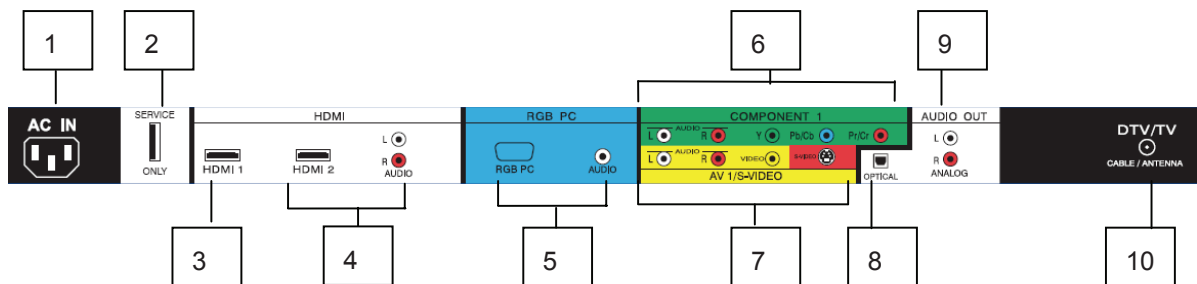 1
2
6
9
AC IN
SERVICE
ONLY
HDMI
HDMI 1
HDMI 2
L
R
AUDIO
RGB PC
RGB PC
AUDIO
COMPONENT 1
L AUDIO R Y Pb/Cb Pr/Cr
L AUDIO R VIDEO S-VIDEO
AV 1/S-VIDEO
OPTICAL
AUDIO OUT
L
R
ANALOG
DTV/TV
CABLE / ANTENNA
3
4
5
7
8
10